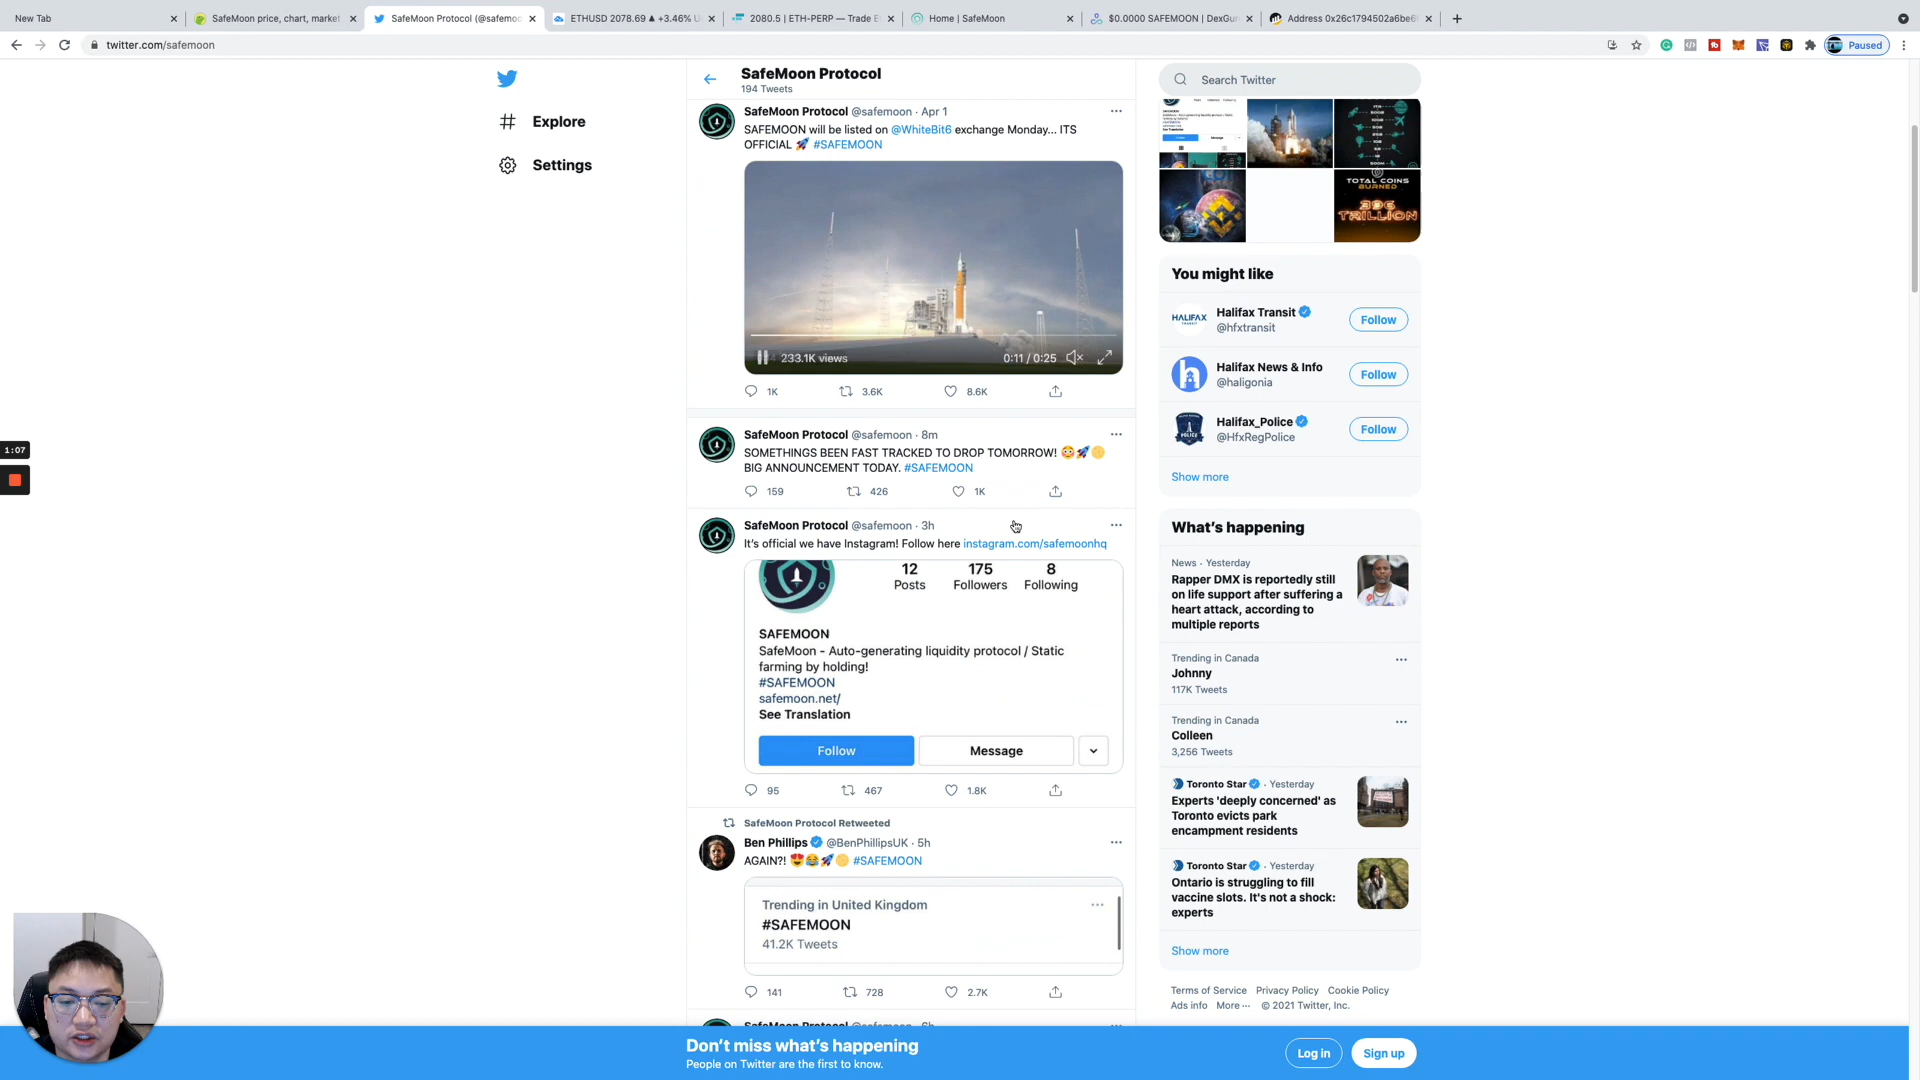 New Tab
SafeMoon price, chart, market
SafeMoon Protocol (@safemoo
ETHUSD 2078.69 ▲ +3.46% U
2080.5 | ETH-PERP — Trade E
Home | SafeMoon
$0.0000 SAFEMOON | DexGur
Address 0x26c1794502a6be6
twitter.com/safemoon
Paused
Explore
Settings
SafeMoon Protocol
194 Tweets
SafeMoon Protocol @safemoon · Apr 1
SAFEMOON will be listed on @WhiteBit6 exchange Monday... ITS
OFFICIAL 🚀 #SAFEMOON
233.1K views
0:11 / 0:25
1K 3.6K 8.6K
SafeMoon Protocol @safemoon · 8m
SOMETHINGS BEEN FAST TRACKED TO DROP TOMORROW! 😳🚀🌕
BIG ANNOUNCEMENT TODAY. #SAFEMOON
159 426 1K
SafeMoon Protocol @safemoon · 3h
It's official we have Instagram! Follow here instagram.com/safemoonhq
12 175 8
Posts Followers Following
SAFEMOON
SafeMoon - Auto-generating liquidity protocol / Static
farming by holding!
#SAFEMOON
safemoon.net/
See Translation
Follow
Message
95 467 1.8K
SafeMoon Protocol Retweeted
Ben Phillips @BenPhillipsUK · 5h
AGAIN?! 😍😂🚀🌕 #SAFEMOON
Trending in United Kingdom
#SAFEMOON
41.2K Tweets
141 728 2.7K
SafeMoon Protocol @safemoon · 6h
Search Twitter
TOTAL COINS
BURNED
396
TRILLION
You might like
HALIFAX
Halifax Transit
@hfxtransit
Follow
Halifax News & Info
@haligonia
Follow
Halifax_Police
@HfxRegPolice
Follow
Show more
What's happening
News · Yesterday
Rapper DMX is reportedly still
on life support after suffering a
heart attack, according to
multiple reports
Trending in Canada
Johnny
117K Tweets
Trending in Canada
Colleen
3,256 Tweets
Toronto Star · Yesterday
Experts 'deeply concerned' as
Toronto evicts park
encampment residents
Toronto Star · Yesterday
Ontario is struggling to fill
vaccine slots. It's not a shock:
experts
Show more
Terms of Service Privacy Policy Cookie Policy
Ads info More ··· © 2021 Twitter, Inc.
1:07
Don't miss what's happening
People on Twitter are the first to know.
Log in
Sign up